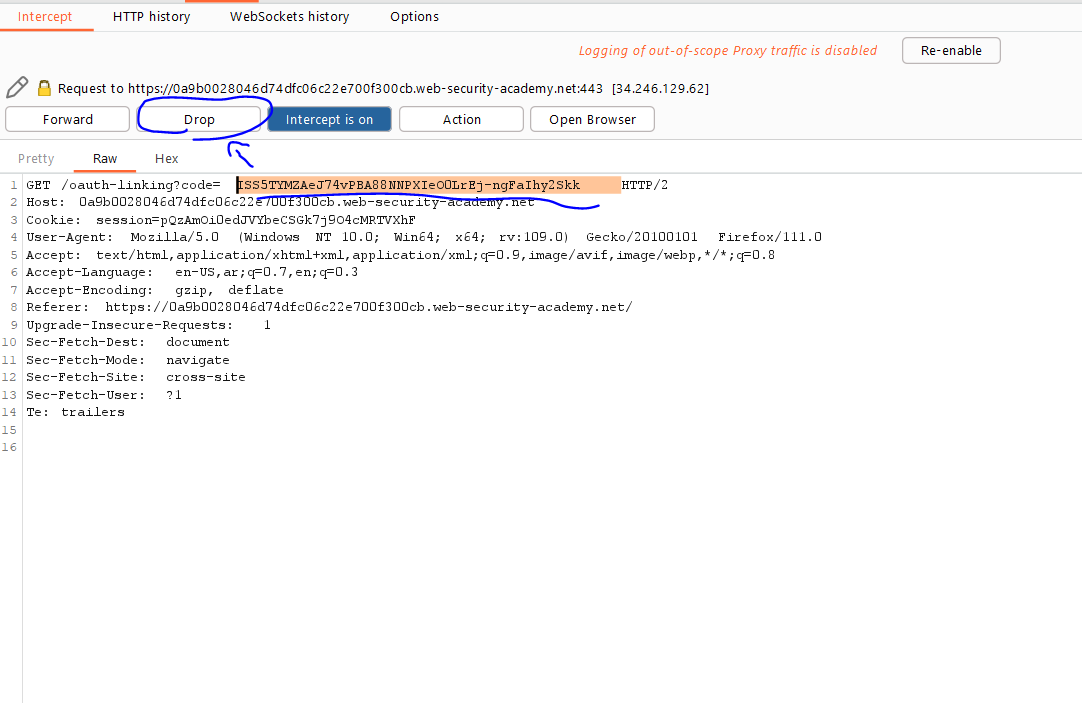 Intercept HTTP history WebSockets history Options
Logging of out-of-scope Proxy traffic is disabled Re-enable
Request to https://0a9b0028046d74dfc06c22e700f300cb.web-security-academy.net:443 [34.246.129.62]
Forward Drop Intercept is on Action Open Browser
Pretty Raw Hex
1 GET /oauth-linking?code= ISS5TYMZAeJ74vPBA88NNPXIeO0LrEj-ngFaIhy2Skk HTTP/2
2 Host: 0a9b0028046d74dfc06c22e700f300cb.web-security-academy.net
3 Cookie: session=pQzAmOi0edJVYbeCSGk7j9O4cMRTVXhF
4 User-Agent: Mozilla/5.0 (Windows NT 10.0; Win64; x64; rv:109.0) Gecko/20100101 Firefox/111.0
5 Accept: text/html,application/xhtml+xml,application/xml;q=0.9,image/avif,image/webp,*/*;q=0.8
6 Accept-Language: en-US,ar;q=0.7,en;q=0.3
7 Accept-Encoding: gzip, deflate
8 Referer: https://0a9b0028046d74dfc06c22e700f300cb.web-security-academy.net/
9 Upgrade-Insecure-Requests: 1
10 Sec-Fetch-Dest: document
11 Sec-Fetch-Mode: navigate
12 Sec-Fetch-Site: cross-site
13 Sec-Fetch-User: ?1
14 Te: trailers
15
16